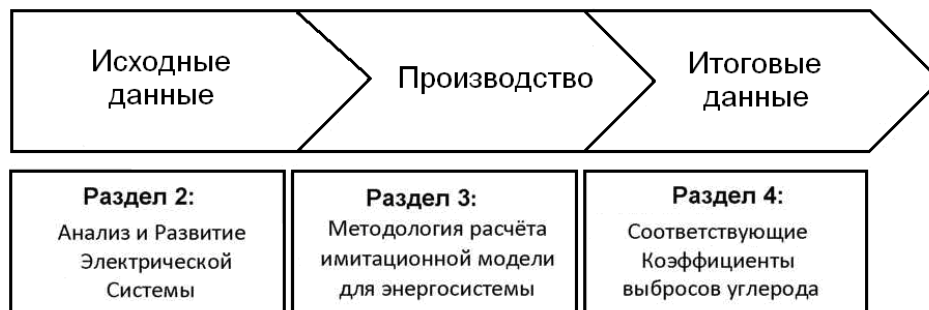 Исходные
данные
Производство
Итоговые
данные
Раздел 2:
Анализ и Развитие
Электрической
Системы
Раздел 3:
Методология расчёта
имитационной модели
для энергосистемы
Раздел 4:
Соответствующие
Коэффициенты
выбросов углерода